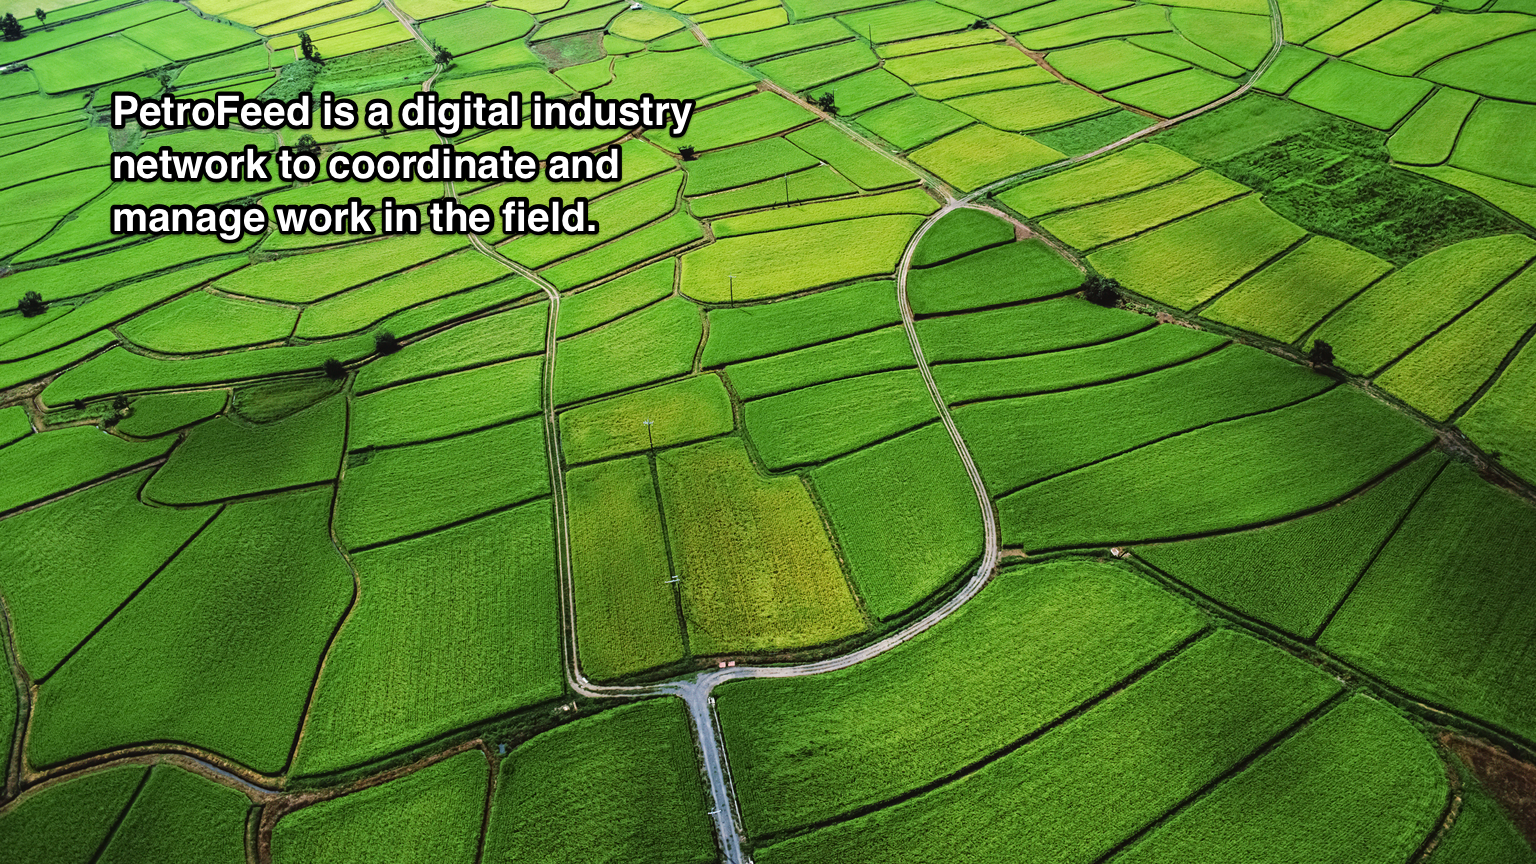 PetroFeed is a digital industry
network to coordinate and
manage work in the field.